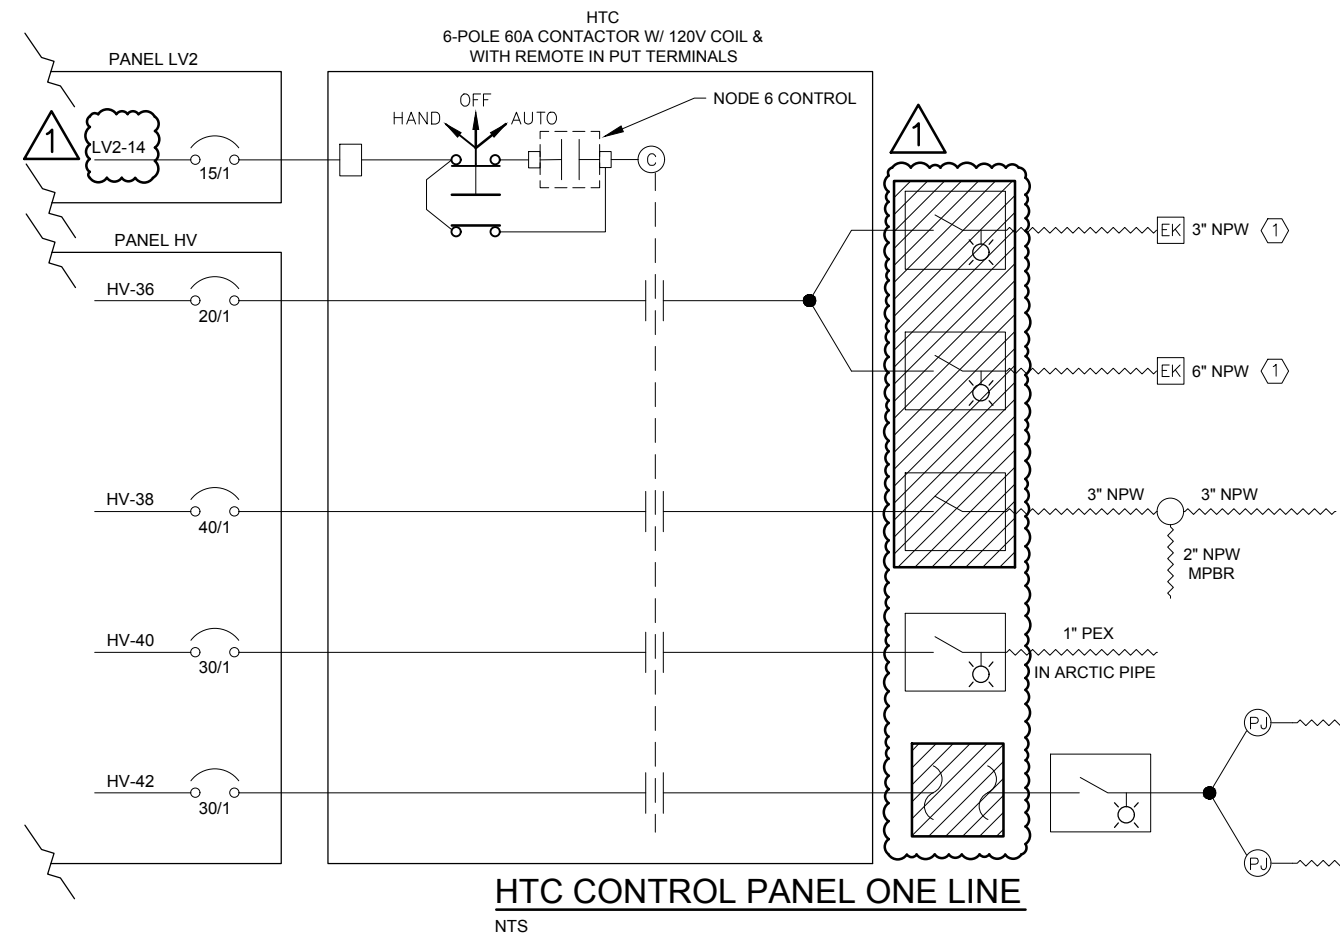 HTC
6-POLE 60A CONTACTOR W/ 120V COIL &
WITH REMOTE IN PUT TERMINALS
PANEL LV2
1
LV2-14
15/1
HAND
OFF
AUTO
NODE 6 CONTROL
C
1
PANEL HV
HV-36
20/1
EK 3" NPW 1
EK 6" NPW 1
HV-38
40/1
3" NPW
3" NPW
2" NPW
MPBR
HV-40
30/1
1" PEX
IN ARCTIC PIPE
HV-42
30/1
PJ
PJ
HTC CONTROL PANEL ONE LINE
NTS